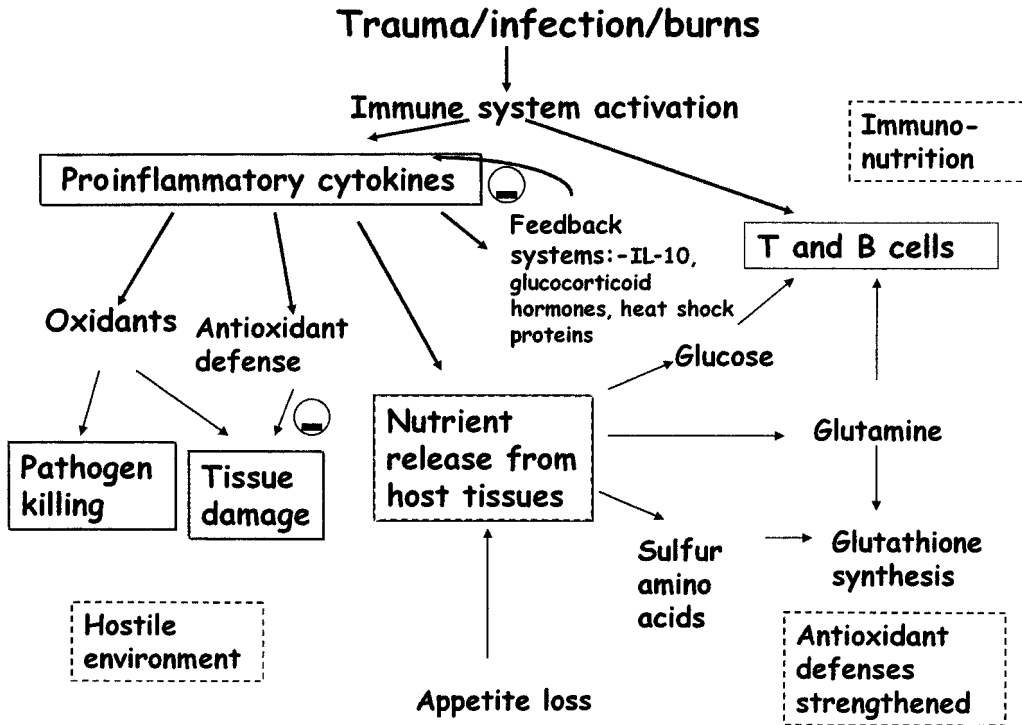 Trauma/infection/burns
Immune system activation
Immuno-
nutrition
Proinflammatory cytokines
Feedback
systems:-IL-10,
glucocorticoid
hormones, heat shock
proteins
T and B cells
Oxidants
Antioxidant
defense
Glucose
Nutrient
release from
host tissues
Glutamine
Pathogen
killing
Tissue
damage
Sulfur
amino
acids
Glutathione
synthesis
Hostile
environment
Antioxidant
defenses
strengthened
Appetite loss